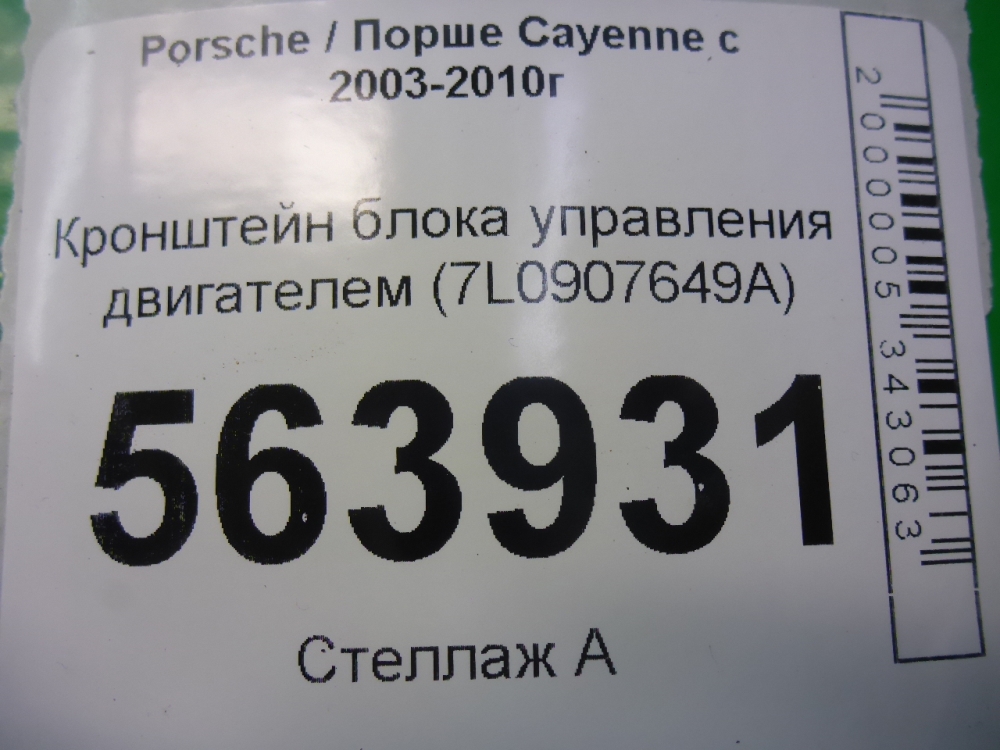 Porsche / Порше Cayenne с
2003-2010г
Кронштейн блока управления
двигателем (7L0907649A)
563931
Стеллаж А
2000005343063